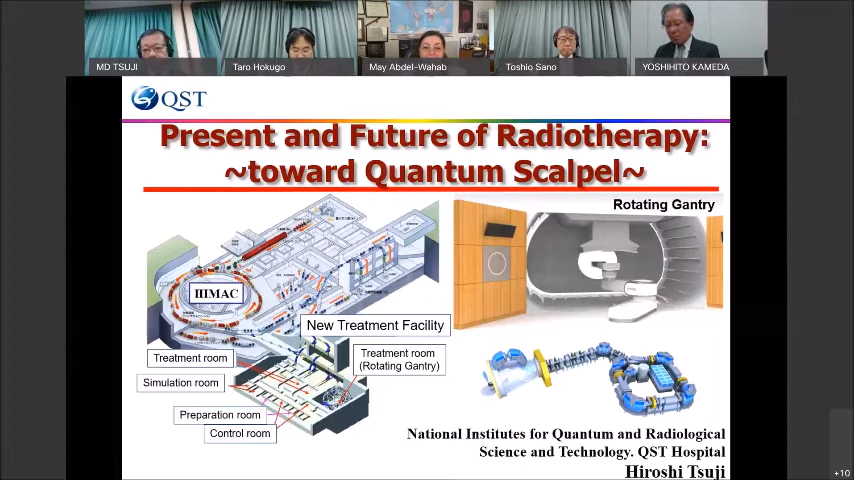 MD TSUJI
Taro Hokugo
May Abdel-Wahab
Toshio Sano
YOSHIHITO KAMEDA
QST
Present and Future of Radiotherapy:
~toward Quantum Scalpel~
Rotating Gantry
HIMAC
New Treatment Facility
Treatment room
Treatment room
(Rotating Gantry)
Simulation room
Preparation room
Control room
National Institutes for Quantum and Radiological
Science and Technology. QST Hospital
Hiroshi Tsuji
+10